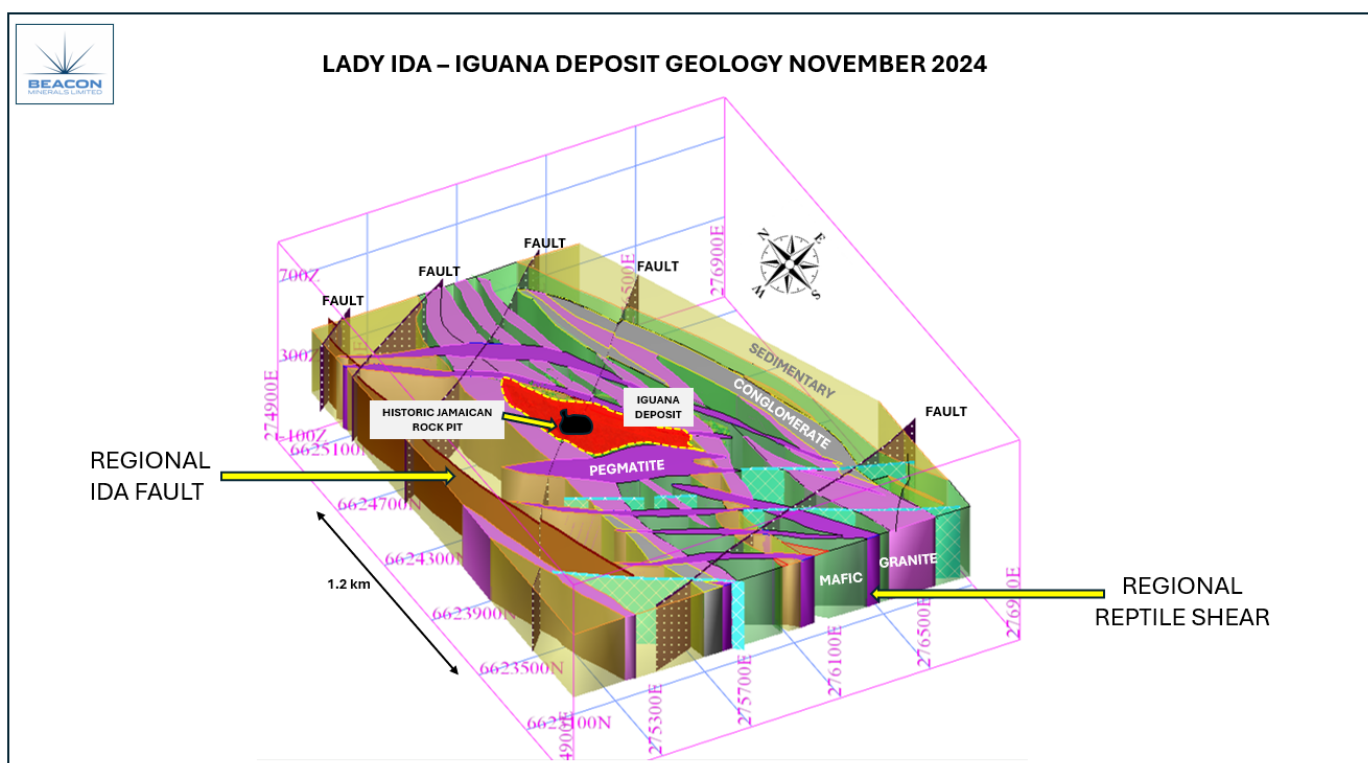 BEACON
MINERALS LIMITED
LADY IDA – IGUANA DEPOSIT GEOLOGY NOVEMBER 2024
N
E
W
S
276900E
FAULT
FAULT
FAULT
FAULT
700Z
6500E
300Z
SEDIMENTARY
274900E
CONGLOMERATE
IGUANA
DEPOSIT
HISTORIC JAMAICAN
ROCK PIT
FAULT
-100Z
6625100N
REGIONAL
IDA FAULT
PEGMATITE
6624700N
6624300N
1.2 km
MAFIC
GRANITE
REGIONAL
REPTILE SHEAR
6623900N
6623500N
276500E
276100E
275700E
275300E
4900E